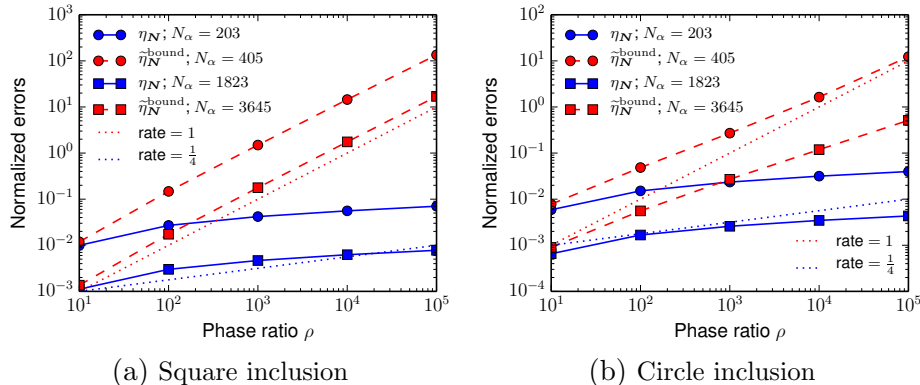 10^3
10^2
10^1
10^0
10^-1
10^-2
10^-3
Normalized errors
η_N; N_α = 203
η̃_N^bound; N_α = 405
η_N; N_α = 1823
η̃_N^bound; N_α = 3645
rate = 1
rate = 1/4
10^1 10^2 10^3 10^4 10^5
Phase ratio ρ
(a) Square inclusion
10^2
10^1
10^0
10^-1
10^-2
10^-3
10^-4
Normalized errors
η_N; N_α = 203
η̃_N^bound; N_α = 405
η_N; N_α = 1823
η̃_N^bound; N_α = 3645
rate = 1
rate = 1/4
10^1 10^2 10^3 10^4 10^5
Phase ratio ρ
(b) Circle inclusion